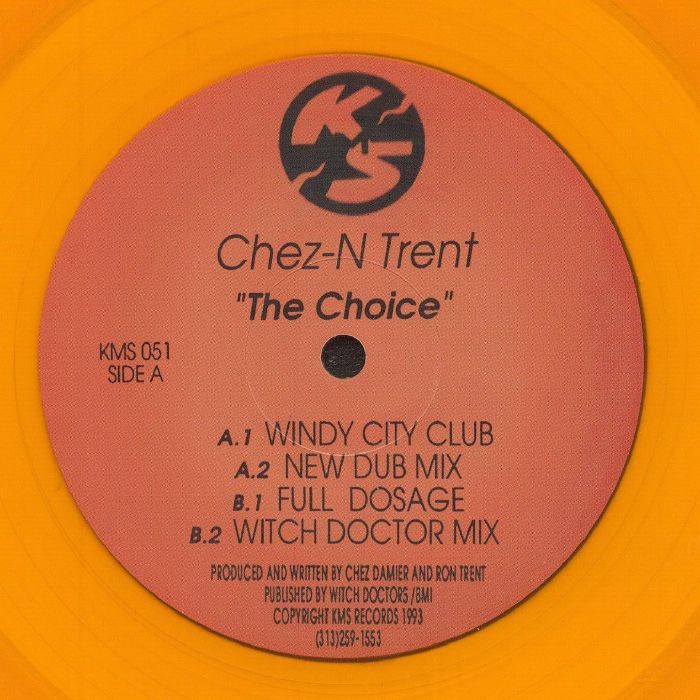 KMS
Chez-N Trent
"The Choice"
KMS 051
SIDE A
A.1 WINDY CITY CLUB
A.2 NEW DUB MIX
B.1 FULL DOSAGE
B.2 WITCH DOCTOR MIX
PRODUCED AND WRITTEN BY CHEZ DAMIER AND RON TRENT
PUBLISHED BY WITCH DOCTORS /BMI
COPYRIGHT KMS RECORDS 1993
(313)259-1553